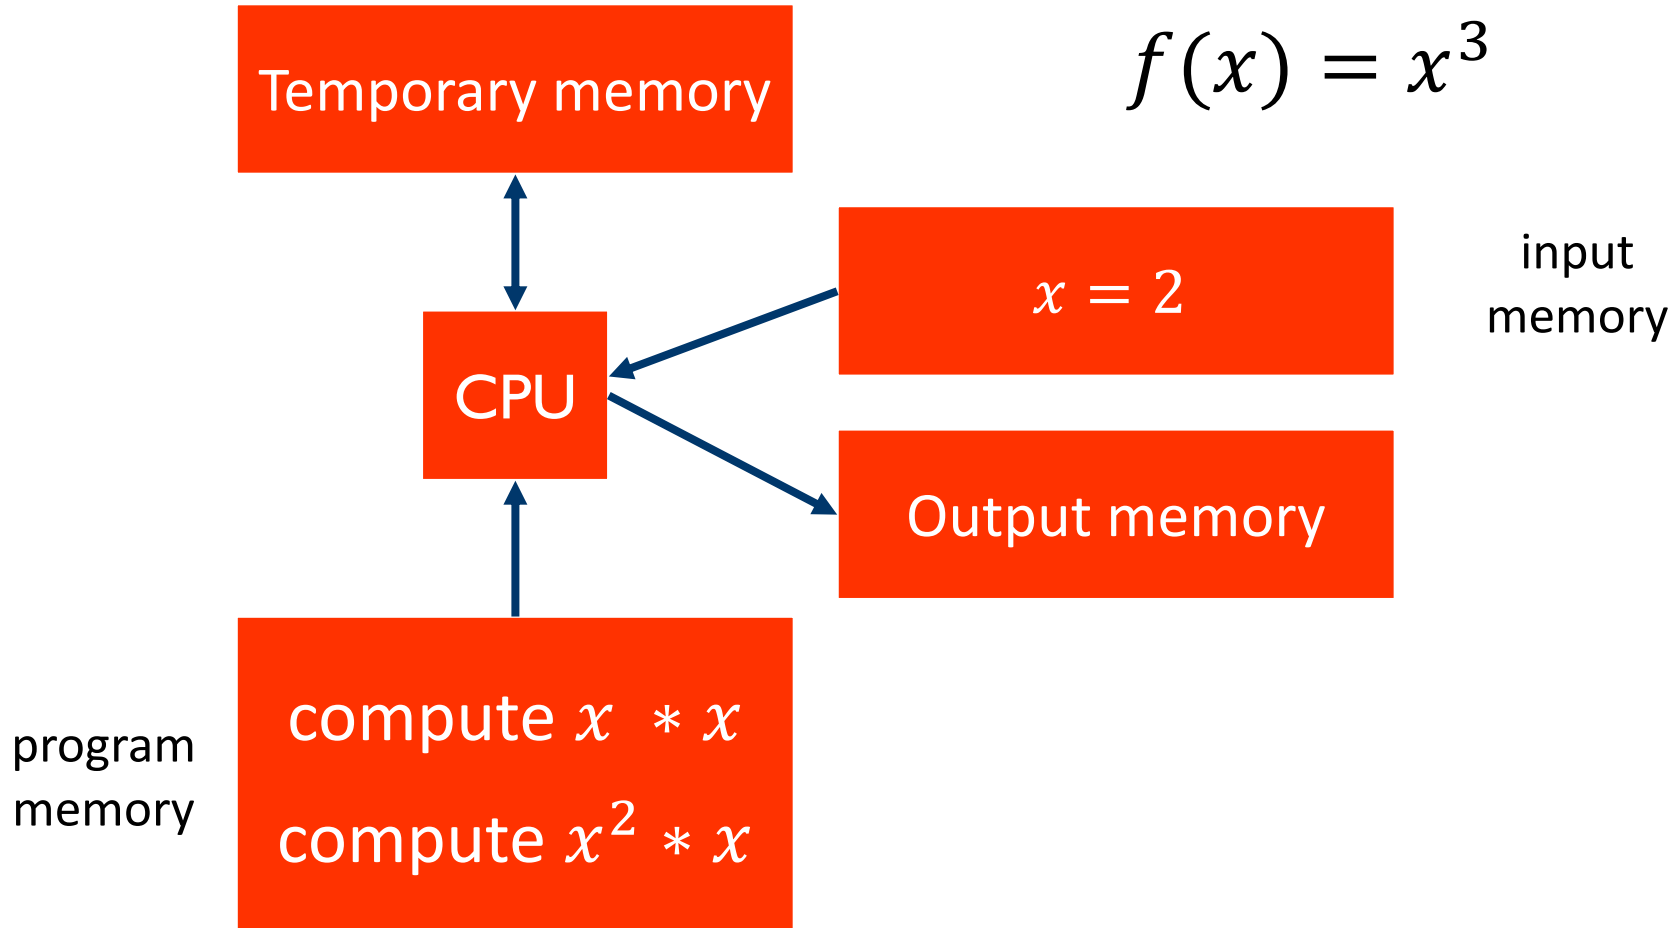 Temporary memory
f(x) = x³
x = 2
input
memory
CPU
Output memory
program
memory
compute x * x
compute x² * x